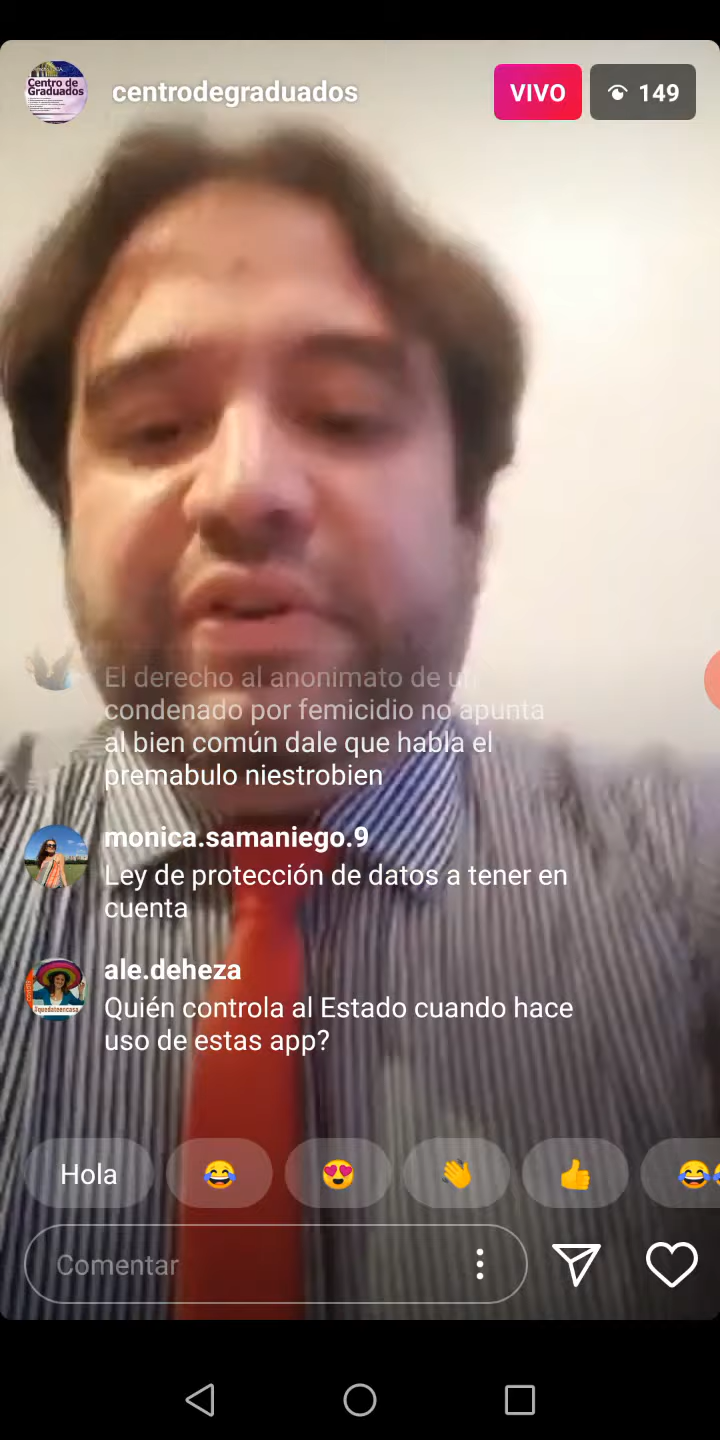 Centro de
Graduados
centrodegraduados
VIVO
149
El derecho al anonimato de un
condenado por femicidio no apunta
al bien común dale que habla el
premabulo niestrobien
monica.samaniego.9
Ley de protección de datos a tener en
cuenta
ale.deheza
#quedateencasa
Quién controla al Estado cuando hace
uso de estas app?
Hola
Comentar